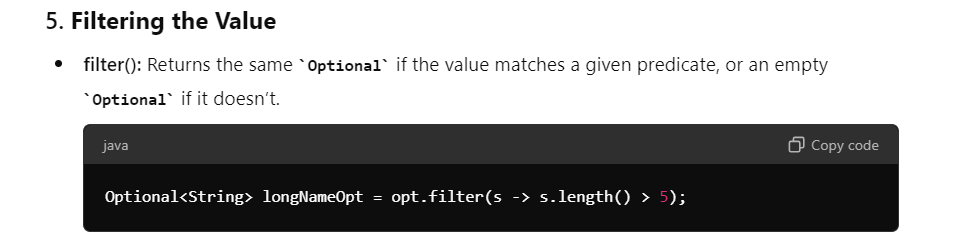 5. Filtering the Value
• filter(): Returns the same `Optional` if the value matches a given predicate, or an empty
`Optional` if it doesn’t.
java Copy code
Optional<String> longNameOpt = opt.filter(s -> s.length() > 5);